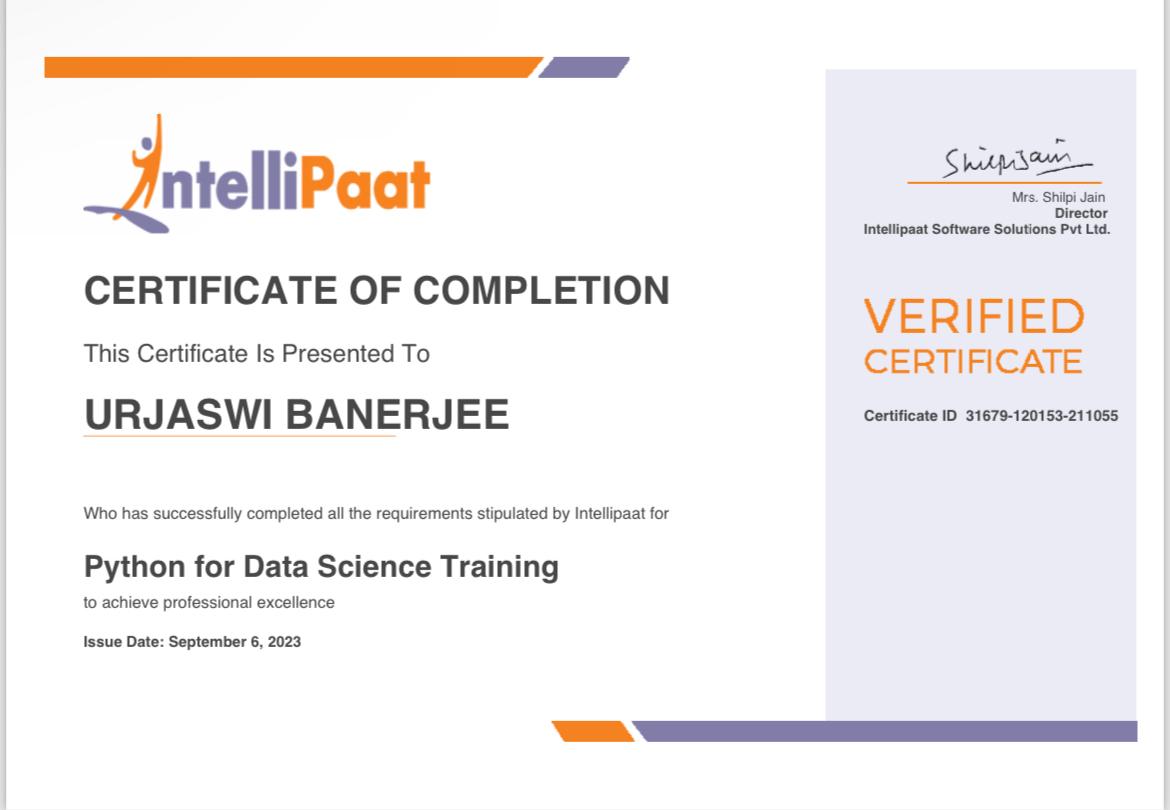 IntelliPaat
CERTIFICATE OF COMPLETION
This Certificate Is Presented To
URJASWI BANERJEE
Who has successfully completed all the requirements stipulated by Intellipaat for
Python for Data Science Training
to achieve professional excellence
Issue Date: September 6, 2023
Shilpi Jain
Mrs. Shilpi Jain
Director
Intellipaat Software Solutions Pvt Ltd.
VERIFIED
CERTIFICATE
Certificate ID 31679-120153-211055